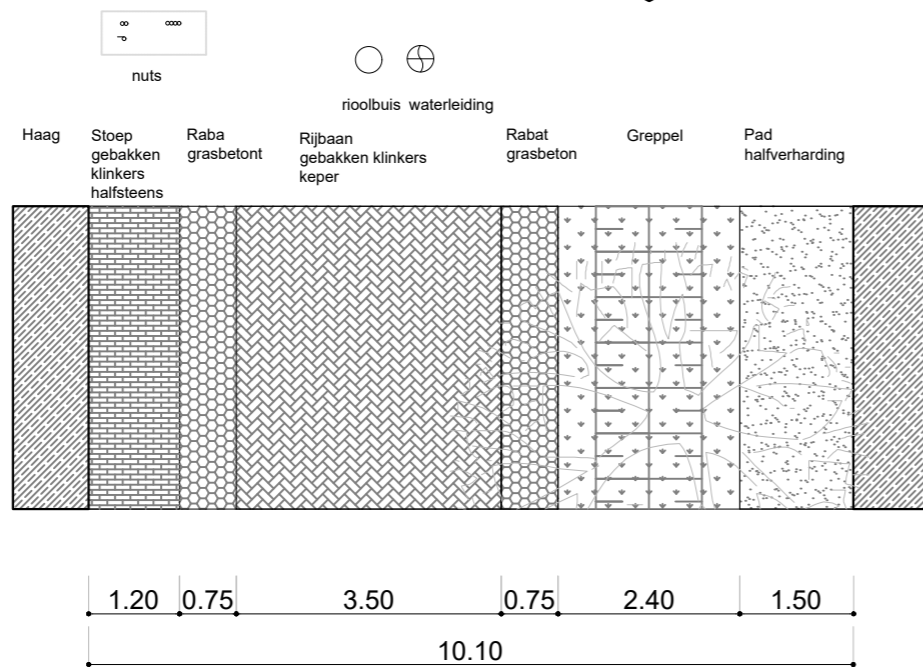 nuts
rioolbuis waterleiding
Haag
Stoep
gebakken
klinkers
halfsteens
Raba
grasbetont
Rijbaan
gebakken klinkers
keper
Rabat
grasbeton
Greppel
Pad
halfverharding
1.20
0.75
3.50
0.75
2.40
1.50
10.10